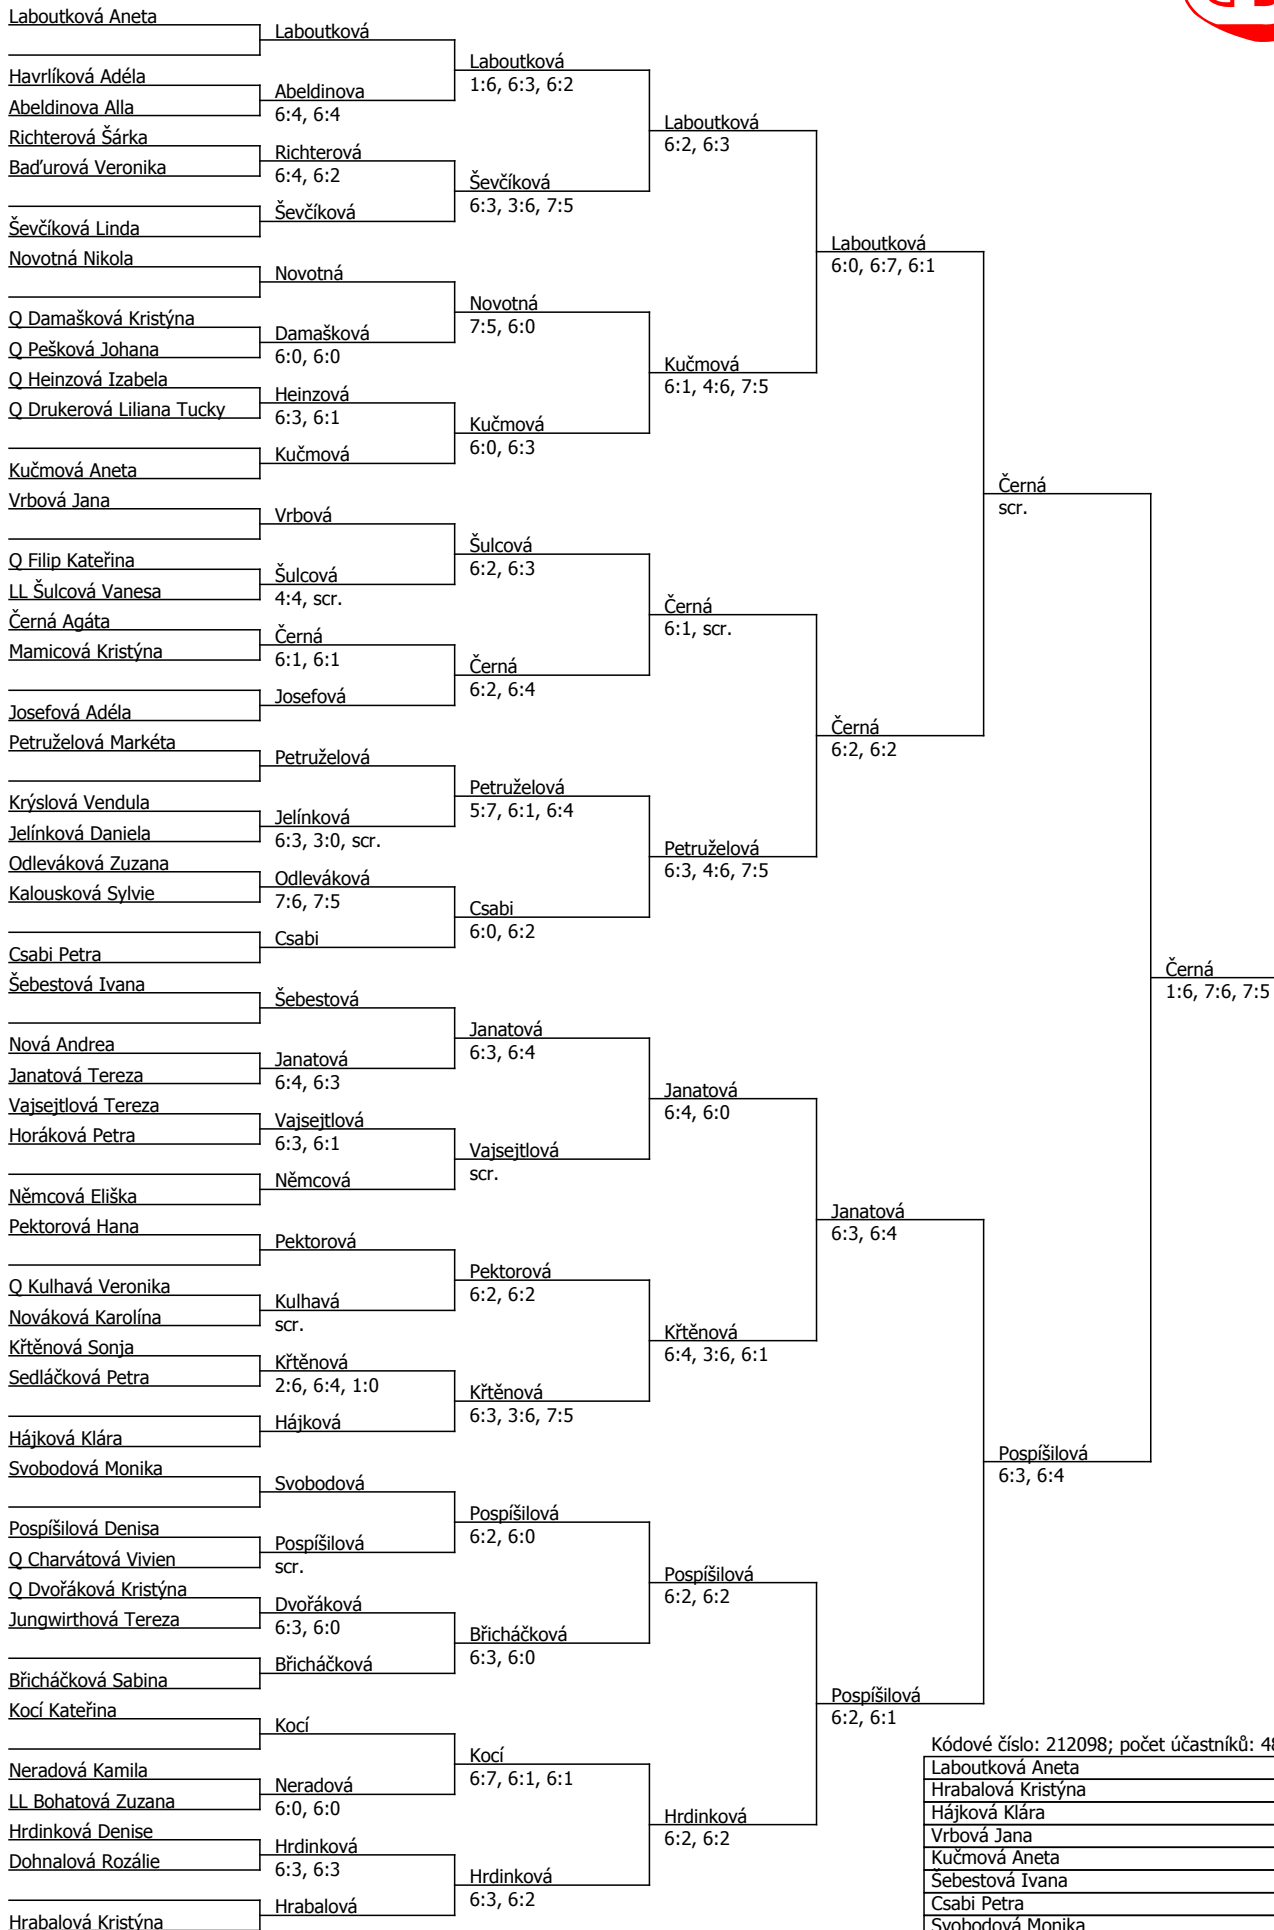 Laboutková Aneta
Havrlíková Adéla
Abeldinova Alla
Richterová Šárka
Baďurová Veronika
Ševčíková Linda
Novotná Nikola
Q Damašková Kristýna
Q Pešková Johana
Q Heinzová Izabela
Q Drukerová Liliana Tucky
Kučmová Aneta
Vrbová Jana
Q Filip Kateřina
LL Šulcová Vanesa
Černá Agáta
Mamicová Kristýna
Josefová Adéla
Petruželová Markéta
Krýslová Vendula
Jelínková Daniela
Odleváková Zuzana
Kalousková Sylvie
Csabi Petra
Šebestová Ivana
Nová Andrea
Janatová Tereza
Vajsejtlová Tereza
Horáková Petra
Němcová Eliška
Pektorová Hana
Q Kulhavá Veronika
Nováková Karolína
Křtěnová Sonja
Sedláčková Petra
Hájková Klára
Svobodová Monika
Pospíšilová Denisa
Q Charvátová Vivien
Q Dvořáková Kristýna
Jungwirthová Tereza
Břicháčková Sabina
Kocí Kateřina
Neradová Kamila
LL Bohatová Zuzana
Hrdinková Denise
Dohnalová Rozálie
Hrabalová Kristýna
Laboutková
Abeldinova
6:4, 6:4
Richterová
6:4, 6:2
Ševčíková
Novotná
Damašková
6:0, 6:0
Heinzová
6:3, 6:1
Kučmová
Vrbová
Šulcová
4:4, scr.
Černá
6:1, 6:1
Josefová
Petruželová
Jelínková
6:3, 3:0, scr.
Odleváková
7:6, 7:5
Csabi
Šebestová
Janatová
6:4, 6:3
Vajsejtlová
6:3, 6:1
Němcová
Pektorová
Kulhavá
scr.
Křtěnová
2:6, 6:4, 1:0
Hájková
Svobodová
Pospíšilová
scr.
Dvořáková
6:3, 6:0
Břicháčková
Kocí
Neradová
6:0, 6:0
Hrdinková
6:3, 6:3
Hrabalová
Laboutková
1:6, 6:3, 6:2
Ševčíková
6:3, 3:6, 7:5
Novotná
7:5, 6:0
Kučmová
6:0, 6:3
Šulcová
6:2, 6:3
Černá
6:2, 6:4
Petruželová
5:7, 6:1, 6:4
Csabi
6:0, 6:2
Janatová
6:3, 6:4
Vajsejtlová
scr.
Pektorová
6:2, 6:2
Křtěnová
6:3, 3:6, 7:5
Pospíšilová
6:2, 6:0
Břicháčková
6:3, 6:0
Kocí
6:7, 6:1, 6:1
Hrdinková
6:3, 6:2
Laboutková
6:2, 6:3
Kučmová
6:1, 4:6, 7:5
Černá
6:1, scr.
Petruželová
6:3, 4:6, 7:5
Janatová
6:4, 6:0
Křtěnová
6:4, 3:6, 6:1
Pospíšilová
6:2, 6:2
Hrdinková
6:2, 6:2
Laboutková
6:0, 6:7, 6:1
Černá
6:2, 6:2
Janatová
6:3, 6:4
Pospíšilová
6:2, 6:1
Černá
scr.
Pospíšilová
6:3, 6:4
Černá
1:6, 7:6, 7:5
Kódové číslo: 212098; počet účastníků: 48
Laboutková Aneta
Hrabalová Kristýna
Hájková Klára
Vrbová Jana
Kučmová Aneta
Šebestová Ivana
Csabi Petra
Svobodová Monika